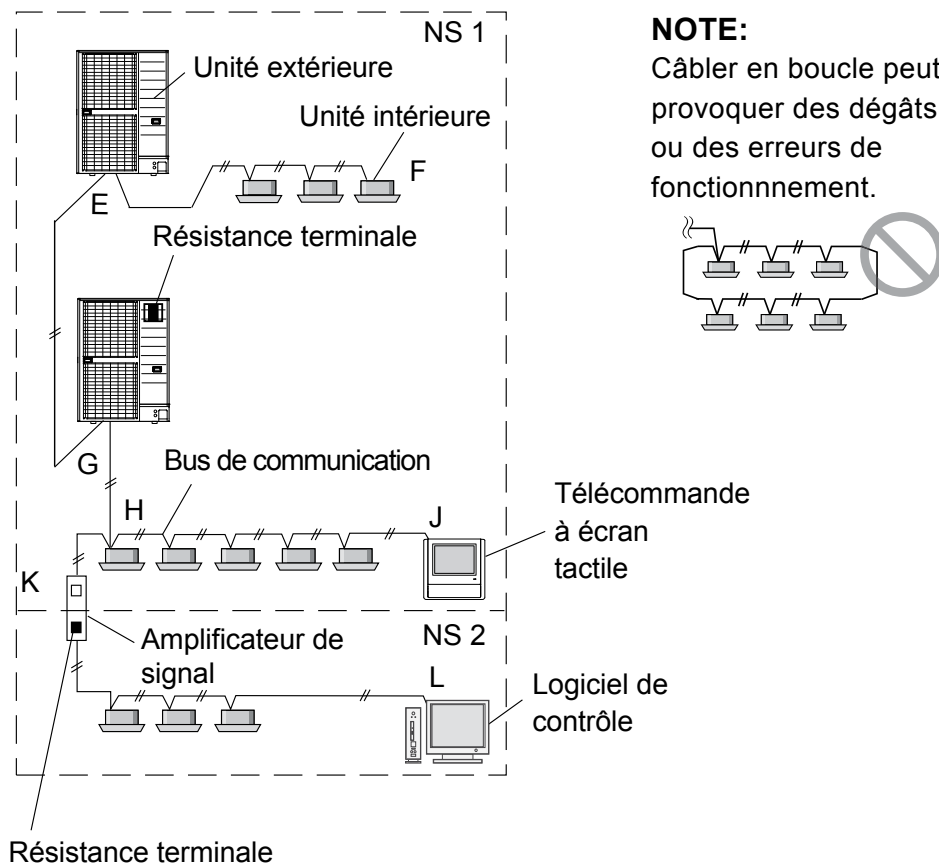 NS 1
Unité extérieure
Unité intérieure
F
E
Résistance terminale
G
Bus de communication
H
J
Télécommande
à écran
tactile
K
Amplificateur de
signal
NS 2
L
Logiciel de
contrôle
Résistance terminale
NOTE:
Câbler en boucle peut
provoquer des dégâts
ou des erreurs de
fonctionnnement.